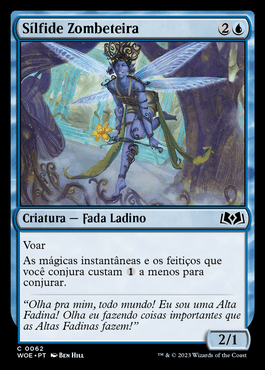 Sílfide Zombeteira 2
Criatura — Fada Ladino
Voar
As mágicas instantâneas e os feitiços que
você conjura custam 1 a menos para
conjurar.
“Olha pra mim, todo mundo! Eu sou uma Alta
Fadina! Olha eu fazendo coisas importantes que
as Altas Fadinas fazem!”
2/1
C 0062
WOE • PT Ben Hill
™ & © 2023 Wizards of the Coast